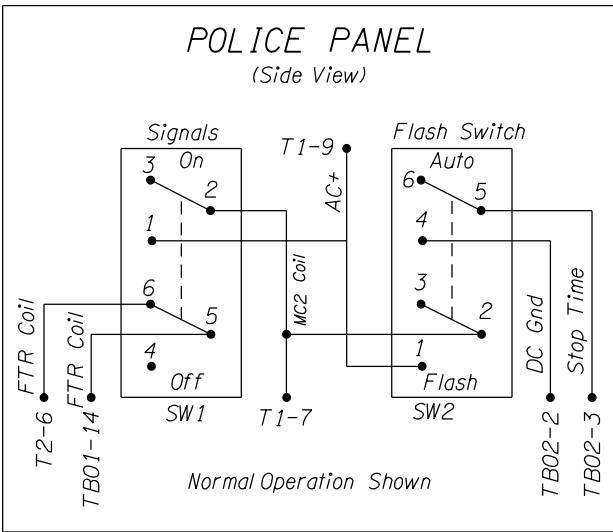 POLICE PANEL
(Side View)
Signals
On
T1-9
Flash Switch
Auto
3
2
1
6
5
4
Off
SW1
AC+
MC2 Coil
T1-7
6
5
4
3
2
1
Flash
SW2
FTR Coil
T2-6
FTR Coil
TB01-14
DC Gnd
TB02-2
Stop Time
TB02-3
Normal Operation Shown